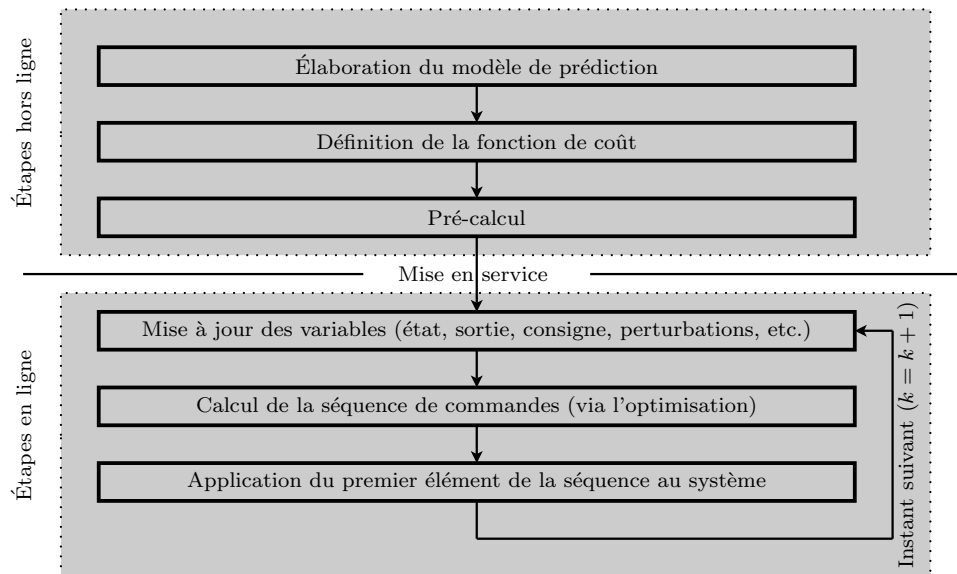 Étapes hors ligne
Élaboration du modèle de prédiction
Définition de la fonction de coût
Pré-calcul
Mise en service
Étapes en ligne
Mise à jour des variables (état, sortie, consigne, perturbations, etc.)
Calcul de la séquence de commandes (via l'optimisation)
Application du premier élément de la séquence au système
Instant suivant (k = k + 1)